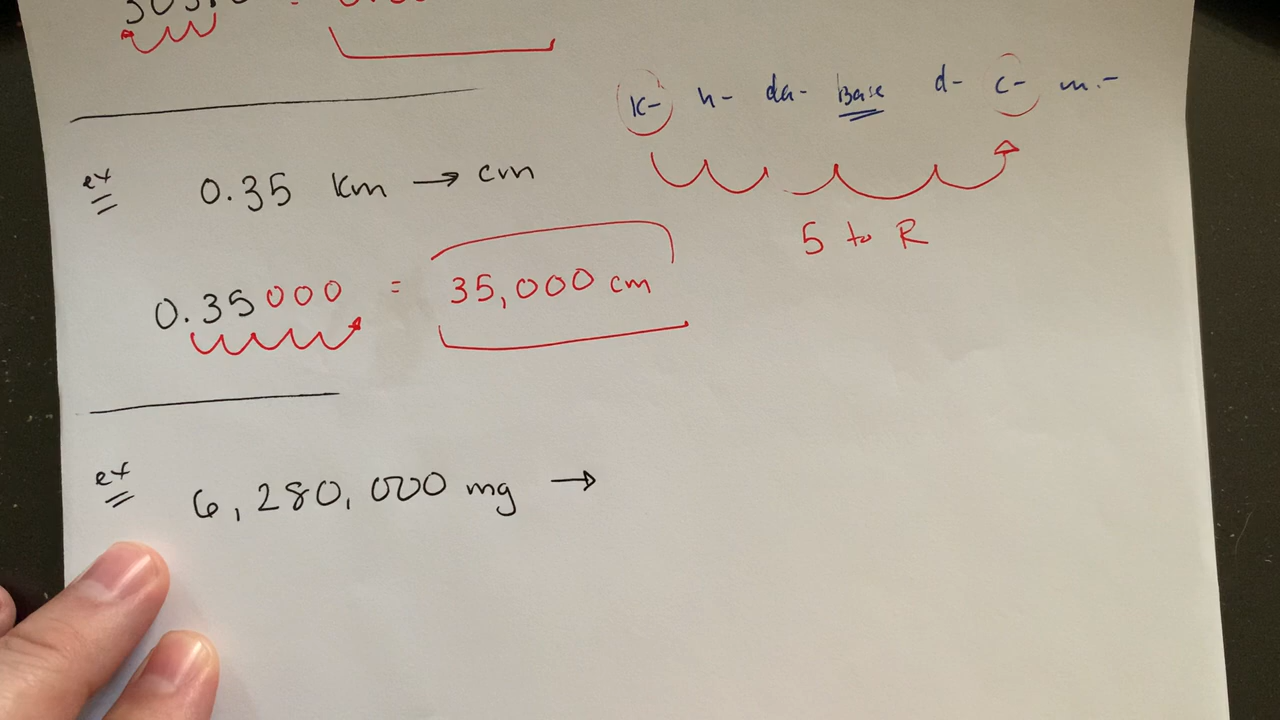 k- h- da- Base d- c- m-
ex 0.35 km → cm
5 to R
0.35000 = 35,000 cm
ex 6,280,000 mg →